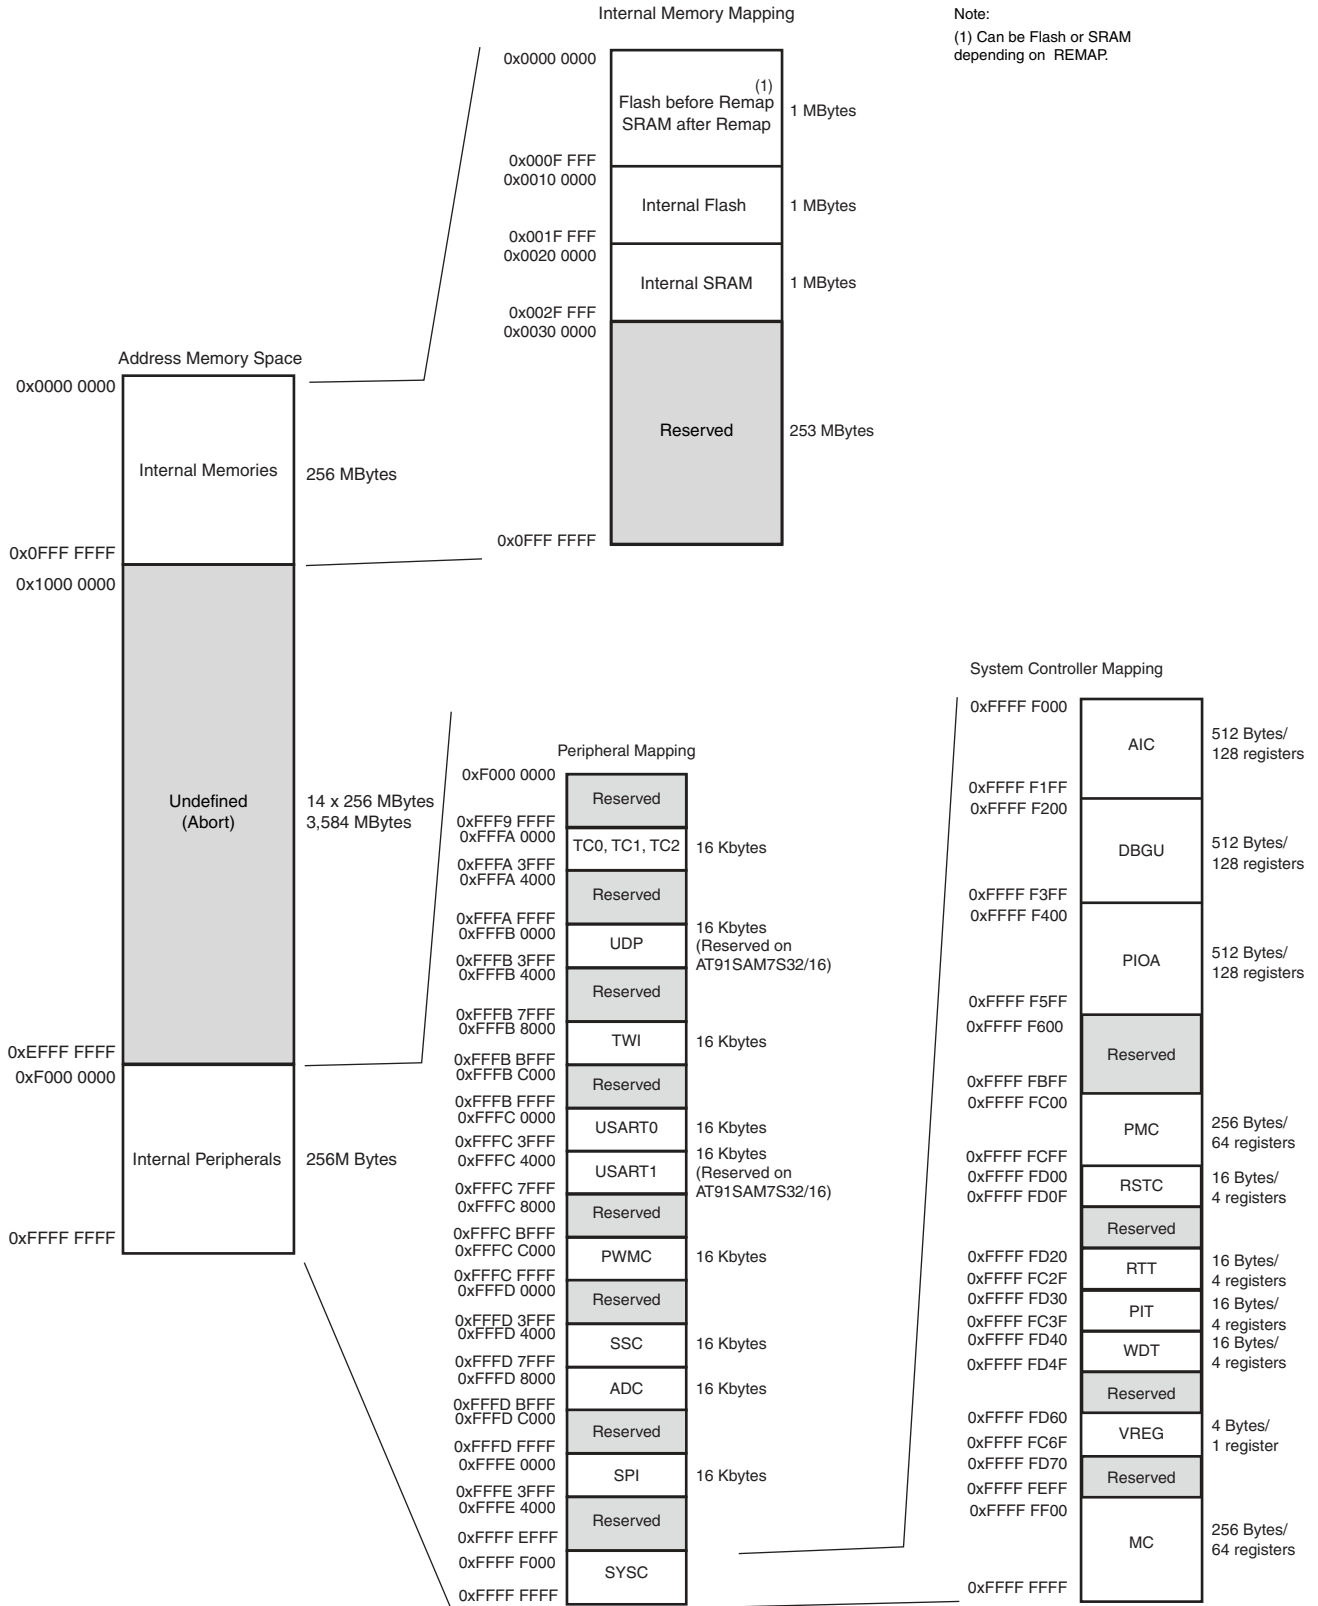 Internal Memory Mapping
Note:
(1) Can be Flash or SRAM
depending on REMAP.
0x0000 0000
(1)
Flash before Remap
SRAM after Remap
1 MBytes
0x000F FFF
0x0010 0000
Internal Flash
1 MBytes
0x001F FFF
0x0020 0000
Internal SRAM
1 MBytes
0x002F FFF
0x0030 0000
Reserved
253 MBytes
0x0FFF FFFF
Address Memory Space
0x0000 0000
Internal Memories
256 MBytes
0x0FFF FFFF
0x1000 0000
Undefined
(Abort)
14 x 256 MBytes
3,584 MBytes
0xEFFF FFFF
0xF000 0000
Internal Peripherals
256M Bytes
0xFFFF FFFF
Peripheral Mapping
0xF000 0000
Reserved
0xFFF9 FFFF
0xFFFA 0000
TC0, TC1, TC2
16 Kbytes
0xFFFA 3FFF
0xFFFA 4000
Reserved
0xFFFA FFFF
0xFFFB 0000
UDP
16 Kbytes
(Reserved on
AT91SAM7S32/16)
0xFFFB 3FFF
0xFFFB 4000
Reserved
0xFFFB 7FFF
0xFFFB 8000
TWI
16 Kbytes
0xFFFB BFFF
0xFFFB C000
Reserved
0xFFFB FFFF
0xFFFC 0000
USART0
16 Kbytes
0xFFFC 3FFF
0xFFFC 4000
USART1
16 Kbytes
(Reserved on
AT91SAM7S32/16)
0xFFFC 7FFF
0xFFFC 8000
Reserved
0xFFFC BFFF
0xFFFC C000
PWMC
16 Kbytes
0xFFFC FFFF
0xFFFD 0000
Reserved
0xFFFD 3FFF
0xFFFD 4000
SSC
16 Kbytes
0xFFFD 7FFF
0xFFFD 8000
ADC
16 Kbytes
0xFFFD BFFF
0xFFFD C000
Reserved
0xFFFD FFFF
0xFFFE 0000
SPI
16 Kbytes
0xFFFE 3FFF
0xFFFE 4000
Reserved
0xFFFF EFFF
0xFFFF F000
SYSC
0xFFFF FFFF
System Controller Mapping
0xFFFF F000
AIC
512 Bytes/
128 registers
0xFFFF F1FF
0xFFFF F200
DBGU
512 Bytes/
128 registers
0xFFFF F3FF
0xFFFF F400
PIOA
512 Bytes/
128 registers
0xFFFF F5FF
0xFFFF F600
Reserved
0xFFFF FBFF
0xFFFF FC00
PMC
256 Bytes/
64 registers
0xFFFF FCFF
0xFFFF FD00
RSTC
16 Bytes/
4 registers
0xFFFF FD0F
Reserved
0xFFFF FD20
RTT
16 Bytes/
4 registers
0xFFFF FC2F
0xFFFF FD30
PIT
16 Bytes/
4 registers
0xFFFF FC3F
0xFFFF FD40
WDT
16 Bytes/
4 registers
0xFFFF FD4F
Reserved
0xFFFF FD60
VREG
4 Bytes/
1 register
0xFFFF FC6F
0xFFFF FD70
Reserved
0xFFFF FEFF
0xFFFF FF00
MC
256 Bytes/
64 registers
0xFFFF FFFF